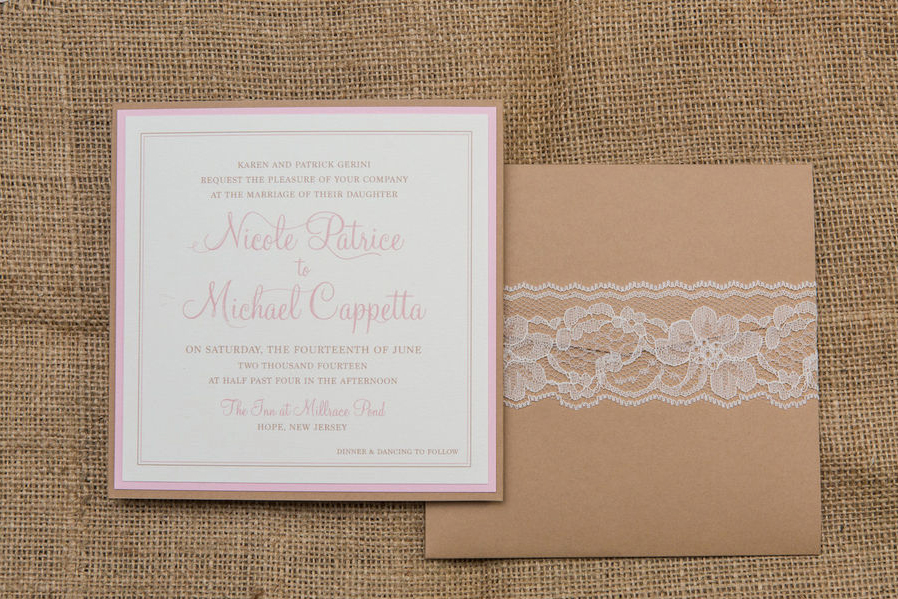 KAREN AND PATRICK GERINI
REQUEST THE PLEASURE OF YOUR COMPANY
AT THE MARRIAGE OF THEIR DAUGHTER
Nicole Patrice
to
Michael Cappetta
ON SATURDAY, THE FOURTEENTH OF JUNE
TWO THOUSAND FOURTEEN
AT HALF PAST FOUR IN THE AFTERNOON
The Inn at Millrace Pond
HOPE, NEW JERSEY
DINNER & DANCING TO FOLLOW